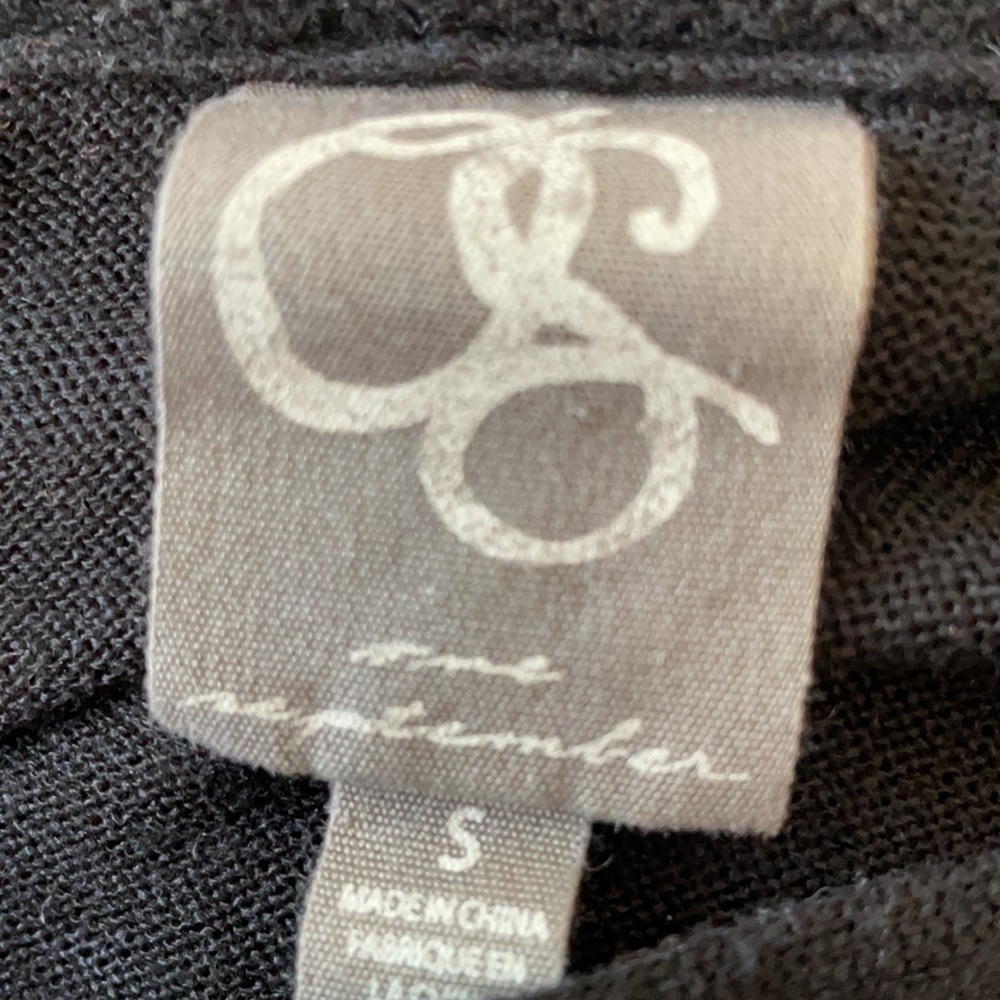 one
september
S
MADE IN CHINA
FABRIQUE EN